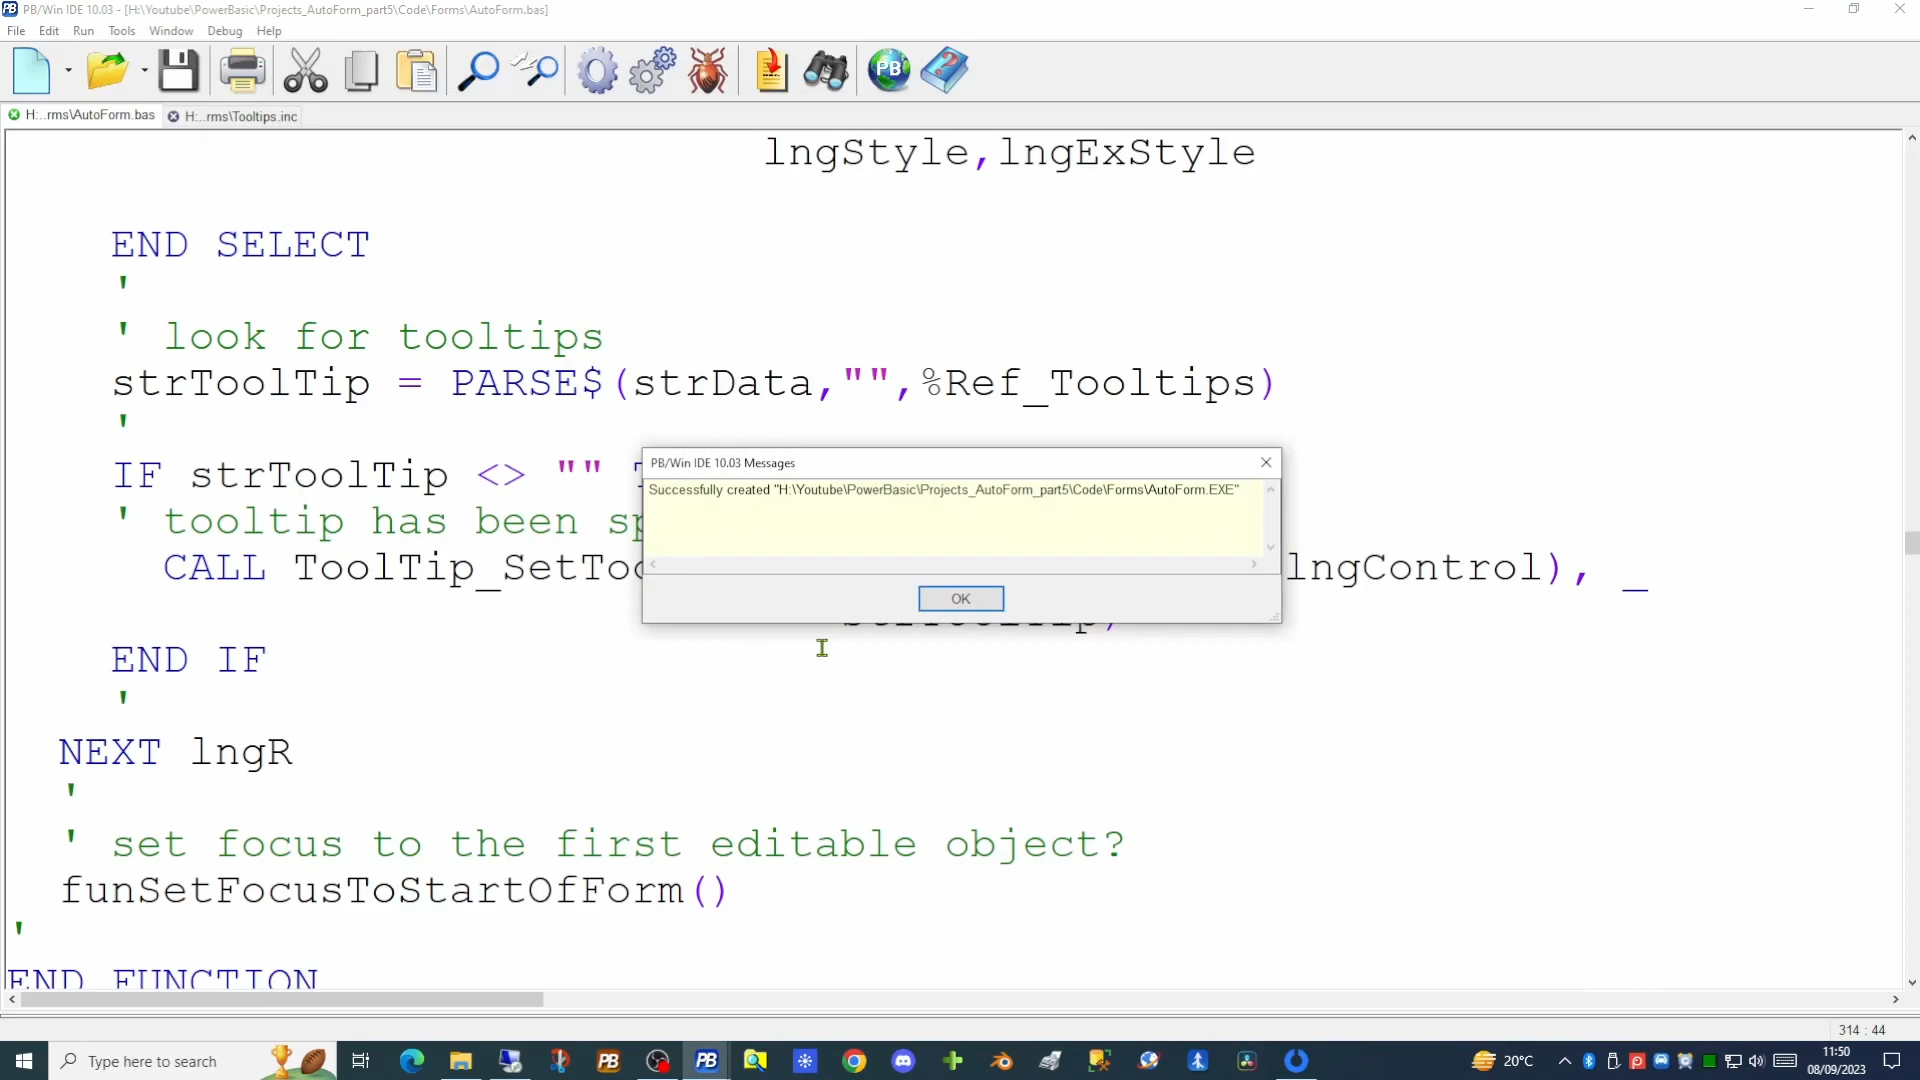 PB/Win IDE 10.03 - [H:\Youtube\PowerBasic\Projects_AutoForm_part5\Code\Forms\AutoForm.bas]
File Edit Run Tools Window Debug Help
PB
H:..rms\AutoForm.bas H:..rms\Tooltips.inc
lngStyle,lngExStyle
END SELECT
'
' look for tooltips
strToolTip = PARSE$(strData,"",%Ref_Tooltips)
'
IF strToolTip <> ""
' tooltip has been
CALL ToolTip_SetToo lngControl), _
END IF
'
NEXT lngR
'
' set focus to the first editable object?
funSetFocusToStartOfForm()
'
END FUNCTION
PB/Win IDE 10.03 Messages
Successfully created "H:\Youtube\PowerBasic\Projects_AutoForm_part5\Code\Forms\AutoForm.EXE"
OK
314 : 44
Type here to search
PB
PB
20°C
11:50
08/09/2023